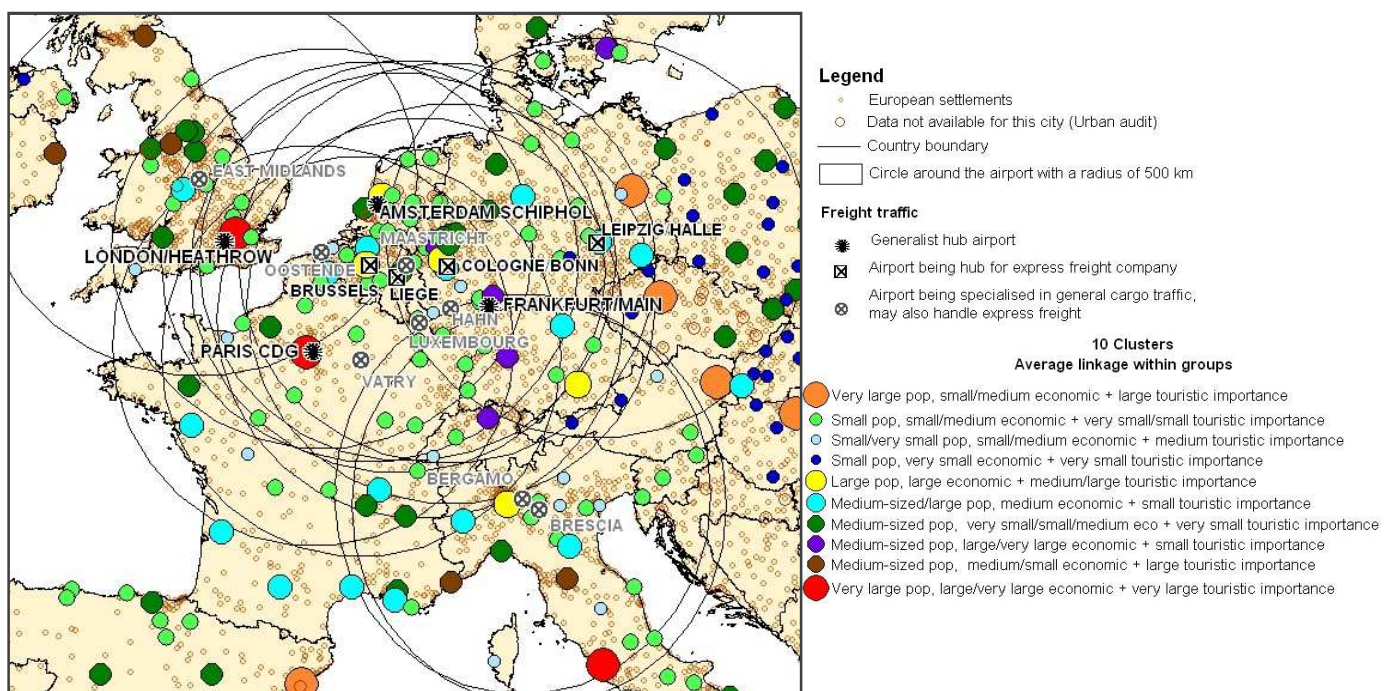 EAST MIDLANDS
AMSTERDAM SCHIPHOL
LEIPZIG/HALLE
MAASTRICHT
LONDON/HEATHROW
OOSTENDE
COLOGNE/BONN
BRUSSELS
LIEGE
FRANKFURT/MAIN
HAHN
LUXEMBOURG
PARIS CDG
VATRY
BERGAMO
BRESCIA
Legend
European settlements
Data not available for this city (Urban audit)
Country boundary
Circle around the airport with a radius of 500 km
Freight traffic
Generalist hub airport
Airport being hub for express freight company
Airport being specialised in general cargo traffic,
may also handle express freight
10 Clusters
Average linkage within groups
Very large pop, small/medium economic + large touristic importance
Small pop, small/medium economic + very small/small touristic importance
Small/very small pop, small/medium economic + medium touristic importance
Small pop, very small economic + very small touristic importance
Large pop, large economic + medium/large touristic importance
Medium-sized/large pop, medium economic + small touristic importance
Medium-sized pop, very small/small/medium eco + very small touristic importance
Medium-sized pop, large/very large economic + small touristic importance
Medium-sized pop, medium/small economic + large touristic importance
Very large pop, large/very large economic + very large touristic importance